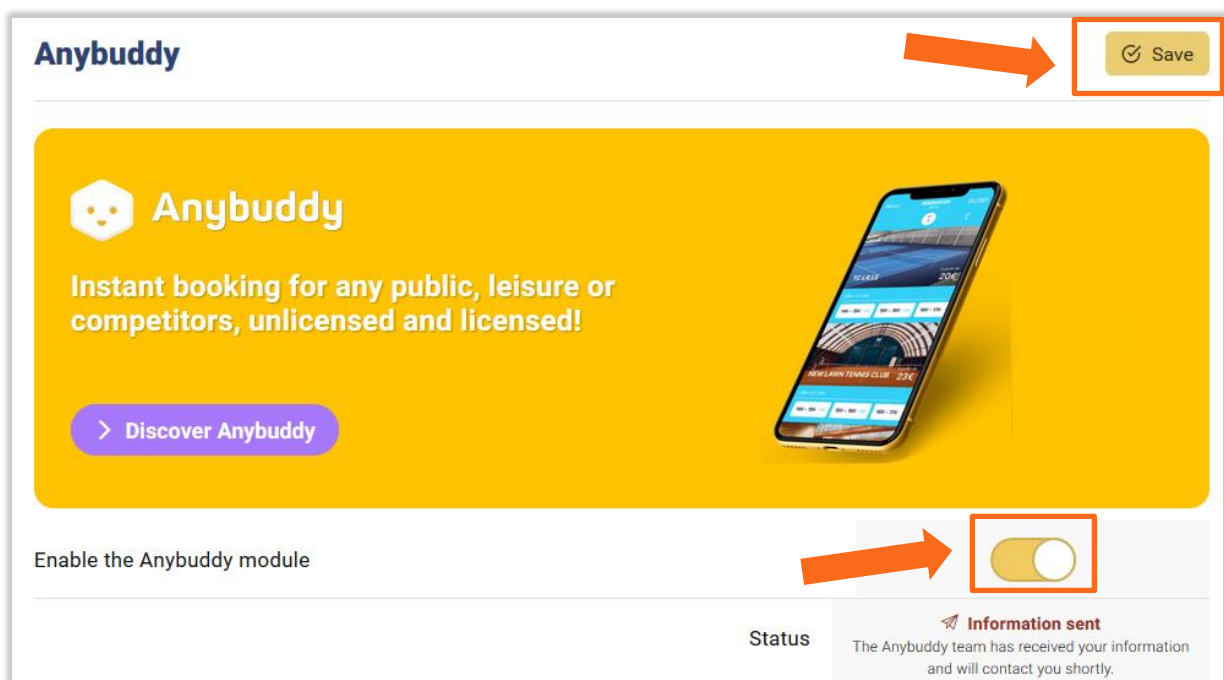 Anybuddy
Save
Anybuddy
Instant booking for any public, leisure or
competitors, unlicensed and licensed!
Discover Anybuddy
TC LILLE
20€
NEW LAWN TENNIS CLUB
23€
Enable the Anybuddy module
Status
Information sent
The Anybuddy team has received your information
and will contact you shortly.